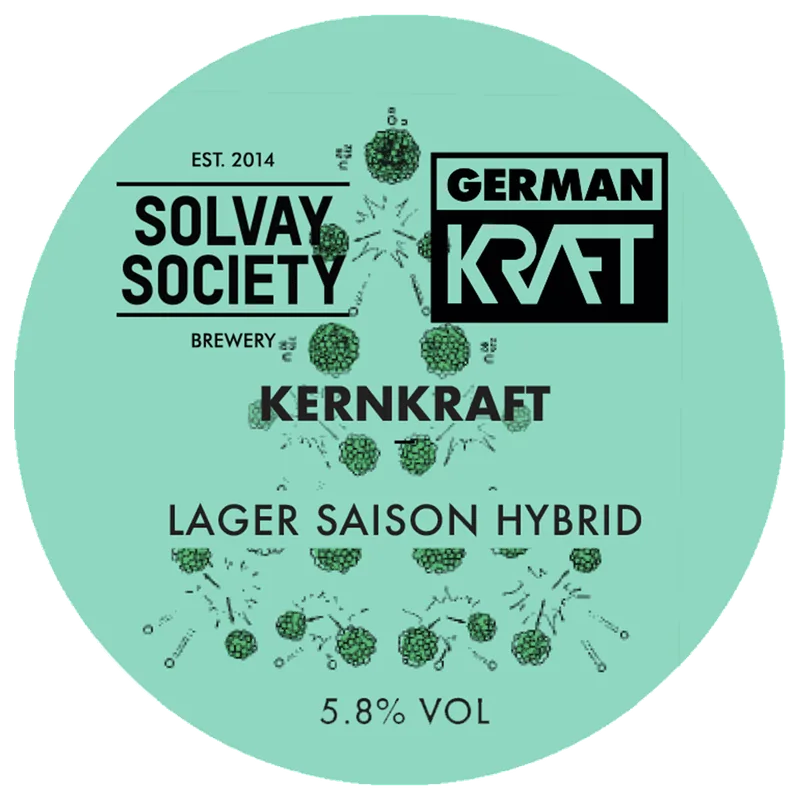 EST. 2014
SOLVAY
SOCIETY
BREWERY
GERMAN
KRAFT
KERNKRAFT
LAGER SAISON HYBRID
5.8% VOL